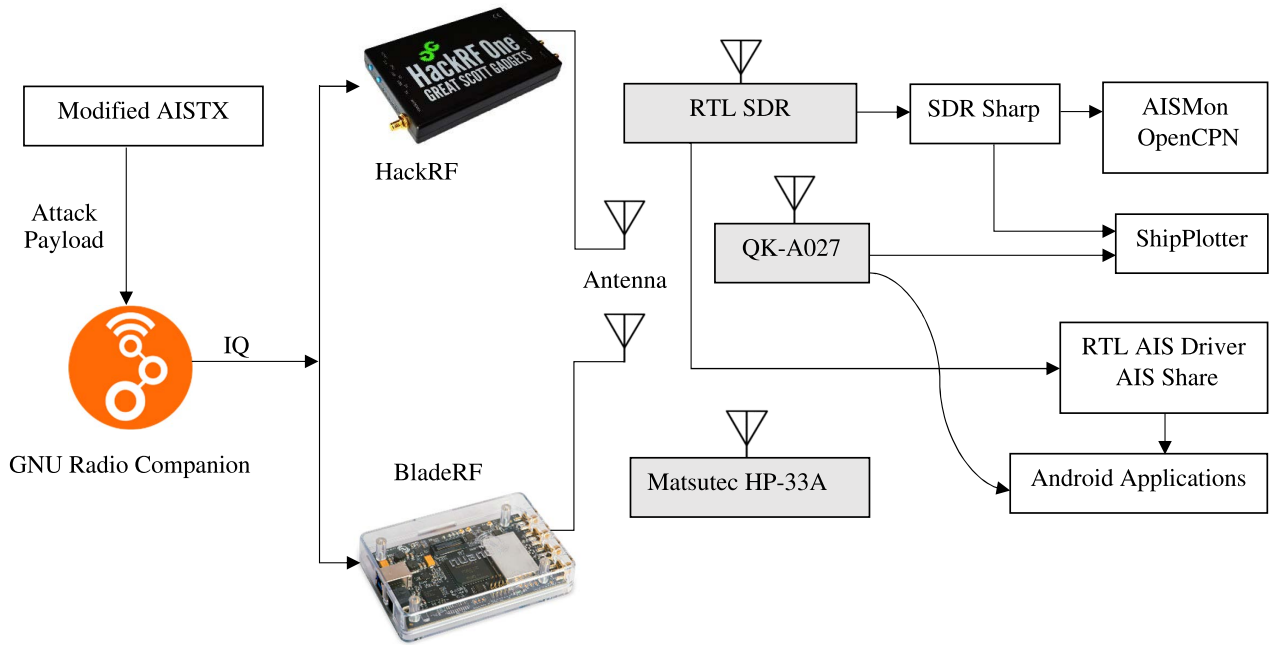 Modified AISTX
Attack
Payload
IQ
GNU Radio Companion
HackRF One
GREAT SCOTT GADGETS
HackRF
BladeRF
Antenna
RTL SDR
SDR Sharp
AISMon
OpenCPN
QK-A027
ShipPlotter
RTL AIS Driver
AIS Share
Matsutec HP-33A
Android Applications